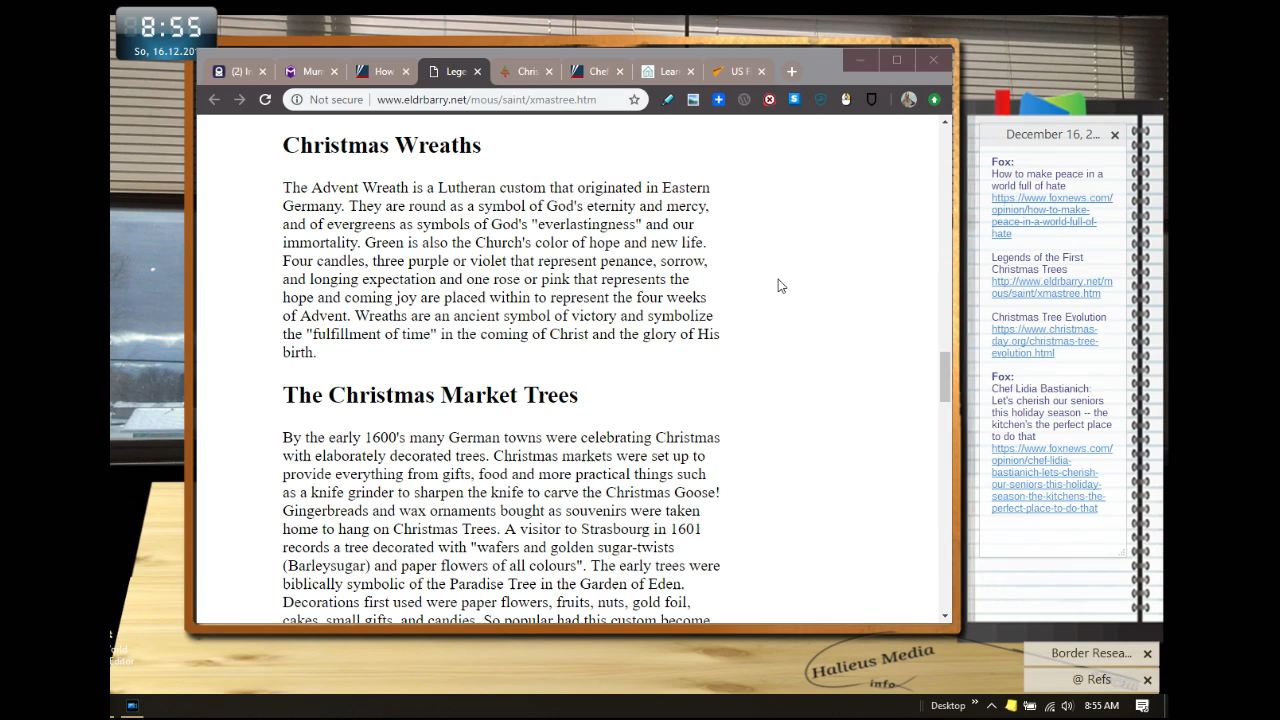 8:55
So, 16.12.20
(2) I
Mur
How
Lege
Chris
Chef
Lear
US F
Not secure
www.eldrbarry.net/mous/saint/xmastree.htm
Christmas Wreaths
The Advent Wreath is a Lutheran custom that originated in Eastern
Germany. They are round as a symbol of God's eternity and mercy,
and of evergreens as symbols of God's "everlastingness" and our
immortality. Green is also the Church's color of hope and new life.
Four candles, three purple or violet that represent penance, sorrow,
and longing expectation and one rose or pink that represents the
hope and coming joy are placed within to represent the four weeks
of Advent. Wreaths are an ancient symbol of victory and symbolize
the "fulfillment of time" in the coming of Christ and the glory of His
birth.
The Christmas Market Trees
By the early 1600's many German towns were celebrating Christmas
with elaborately decorated trees. Christmas markets were set up to
provide everything from gifts, food and more practical things such
as a knife grinder to sharpen the knife to carve the Christmas Goose!
Gingerbreads and wax ornaments bought as souvenirs were taken
home to hang on Christmas Trees. A visitor to Strasbourg in 1601
records a tree decorated with "wafers and golden sugar-twists
(Barleysugar) and paper flowers of all colours". The early trees were
biblically symbolic of the Paradise Tree in the Garden of Eden.
Decorations first used were paper flowers, fruits, nuts, gold foil,
cakes, small gifts, and candies. So popular had this custom become
December 16, 2...
Fox:
How to make peace in a
world full of hate
https://www.foxnews.com/
opinion/how-to-make-
peace-in-a-world-full-of-
hate
Legends of the First
Christmas Trees
http://www.eldrbarry.net/m
ous/saint/xmastree.htm
Christmas Tree Evolution
https://www.christmas-
day.org/christmas-tree-
evolution.html
Fox:
Chef Lidia Bastianich:
Let's cherish our seniors
this holiday season -- the
kitchen's the perfect place
to do that
https://www.foxnews.com/
opinion/chef-lidia-
bastianich-lets-cherish-
our-seniors-this-holiday-
season-the-kitchens-the-
perfect-place-to-do-that
orld
Editor
Halieus Media
info
Border Resea...
@ Refs
Desktop
8:55 AM